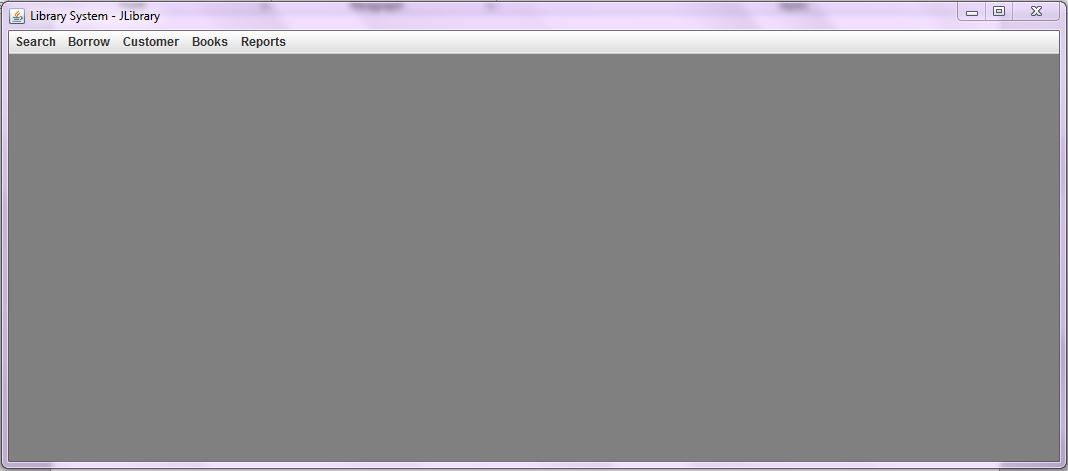 Library System - JLibrary
Search Borrow Customer Books Reports